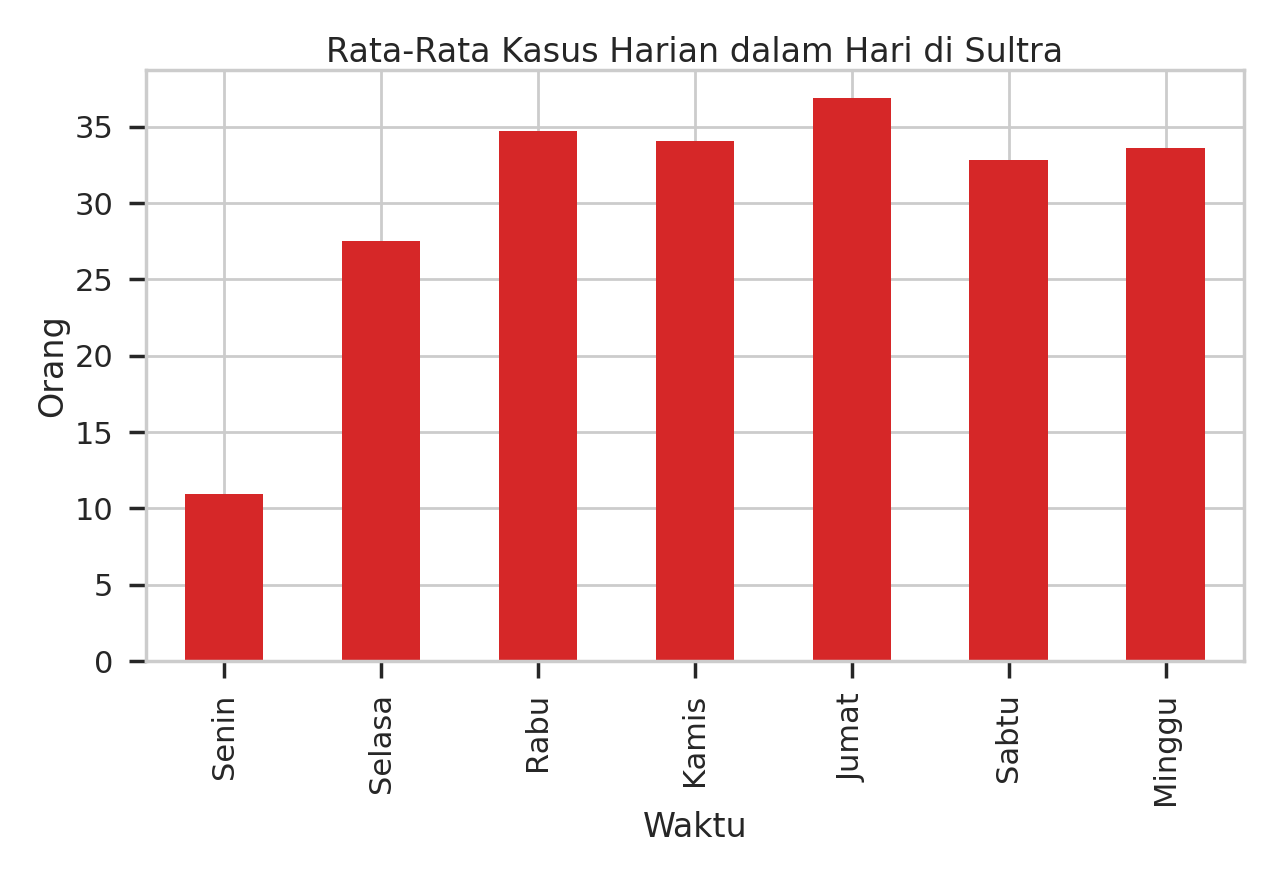 Rata-Rata Kasus Harian dalam Hari di Sultra
35
30
25
20
15
10
5
0
Orang
Senin
Selasa
Rabu
Kamis
Jumat
Sabtu
Minggu
Waktu